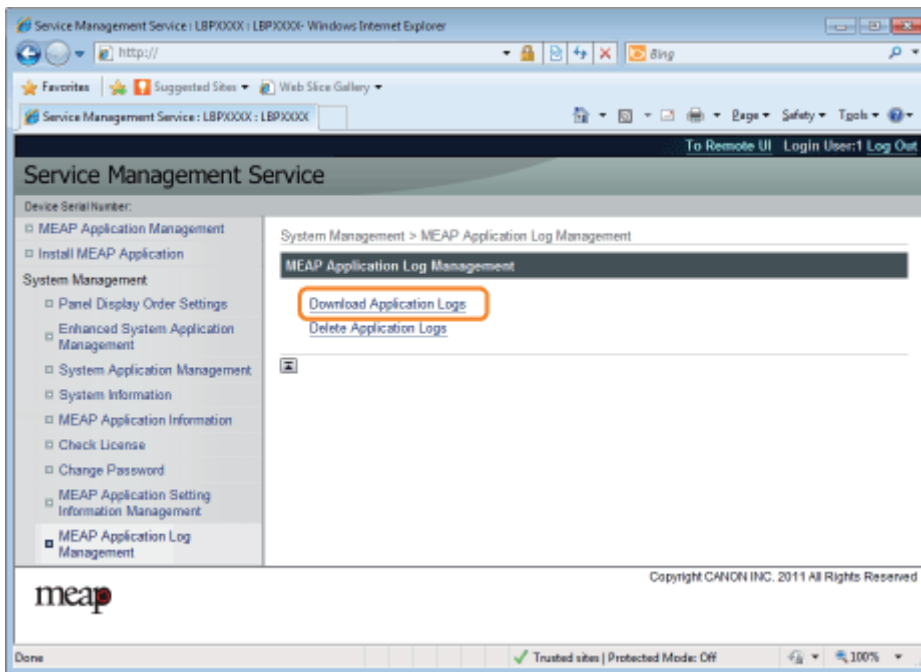 Service Management Service : LBPXXXX : LBPXXXX- Windows Internet Explorer
http://
Bing
Favorites Suggested Sites Web Slice Gallery
Service Management Service : LBPXXXX : LBPXXXX
Page Safety Tools
To Remote UI Login User:1 Log Out
Service Management Service
Device Serial Number:
MEAP Application Management
Install MEAP Application
System Management
Panel Display Order Settings
Enhanced System Application
Management
System Application Management
System Information
MEAP Application Information
Check License
Change Password
MEAP Application Setting
Information Management
MEAP Application Log
Management
System Management > MEAP Application Log Management
MEAP Application Log Management
Download Application Logs
Delete Application Logs
Copyright CANON INC. 2011 All Rights Reserved
meap
Done
Trusted sites | Protected Mode: Off
100%